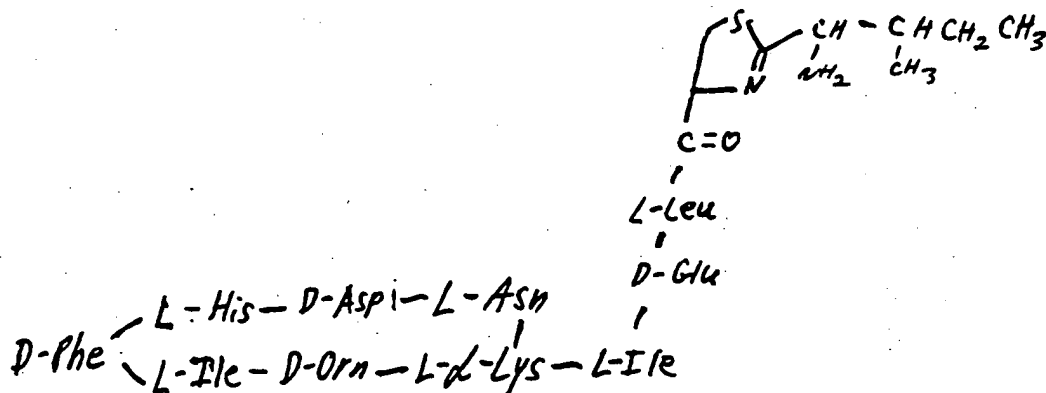 S CH - CH CH2 CH3
N NH2 CH3
C=O
L-Leu
D-Glu
L-His-D-Asp-L-Asn
D-Phe
L-Ile-D-Orn-L-α-Lys-L-Ile